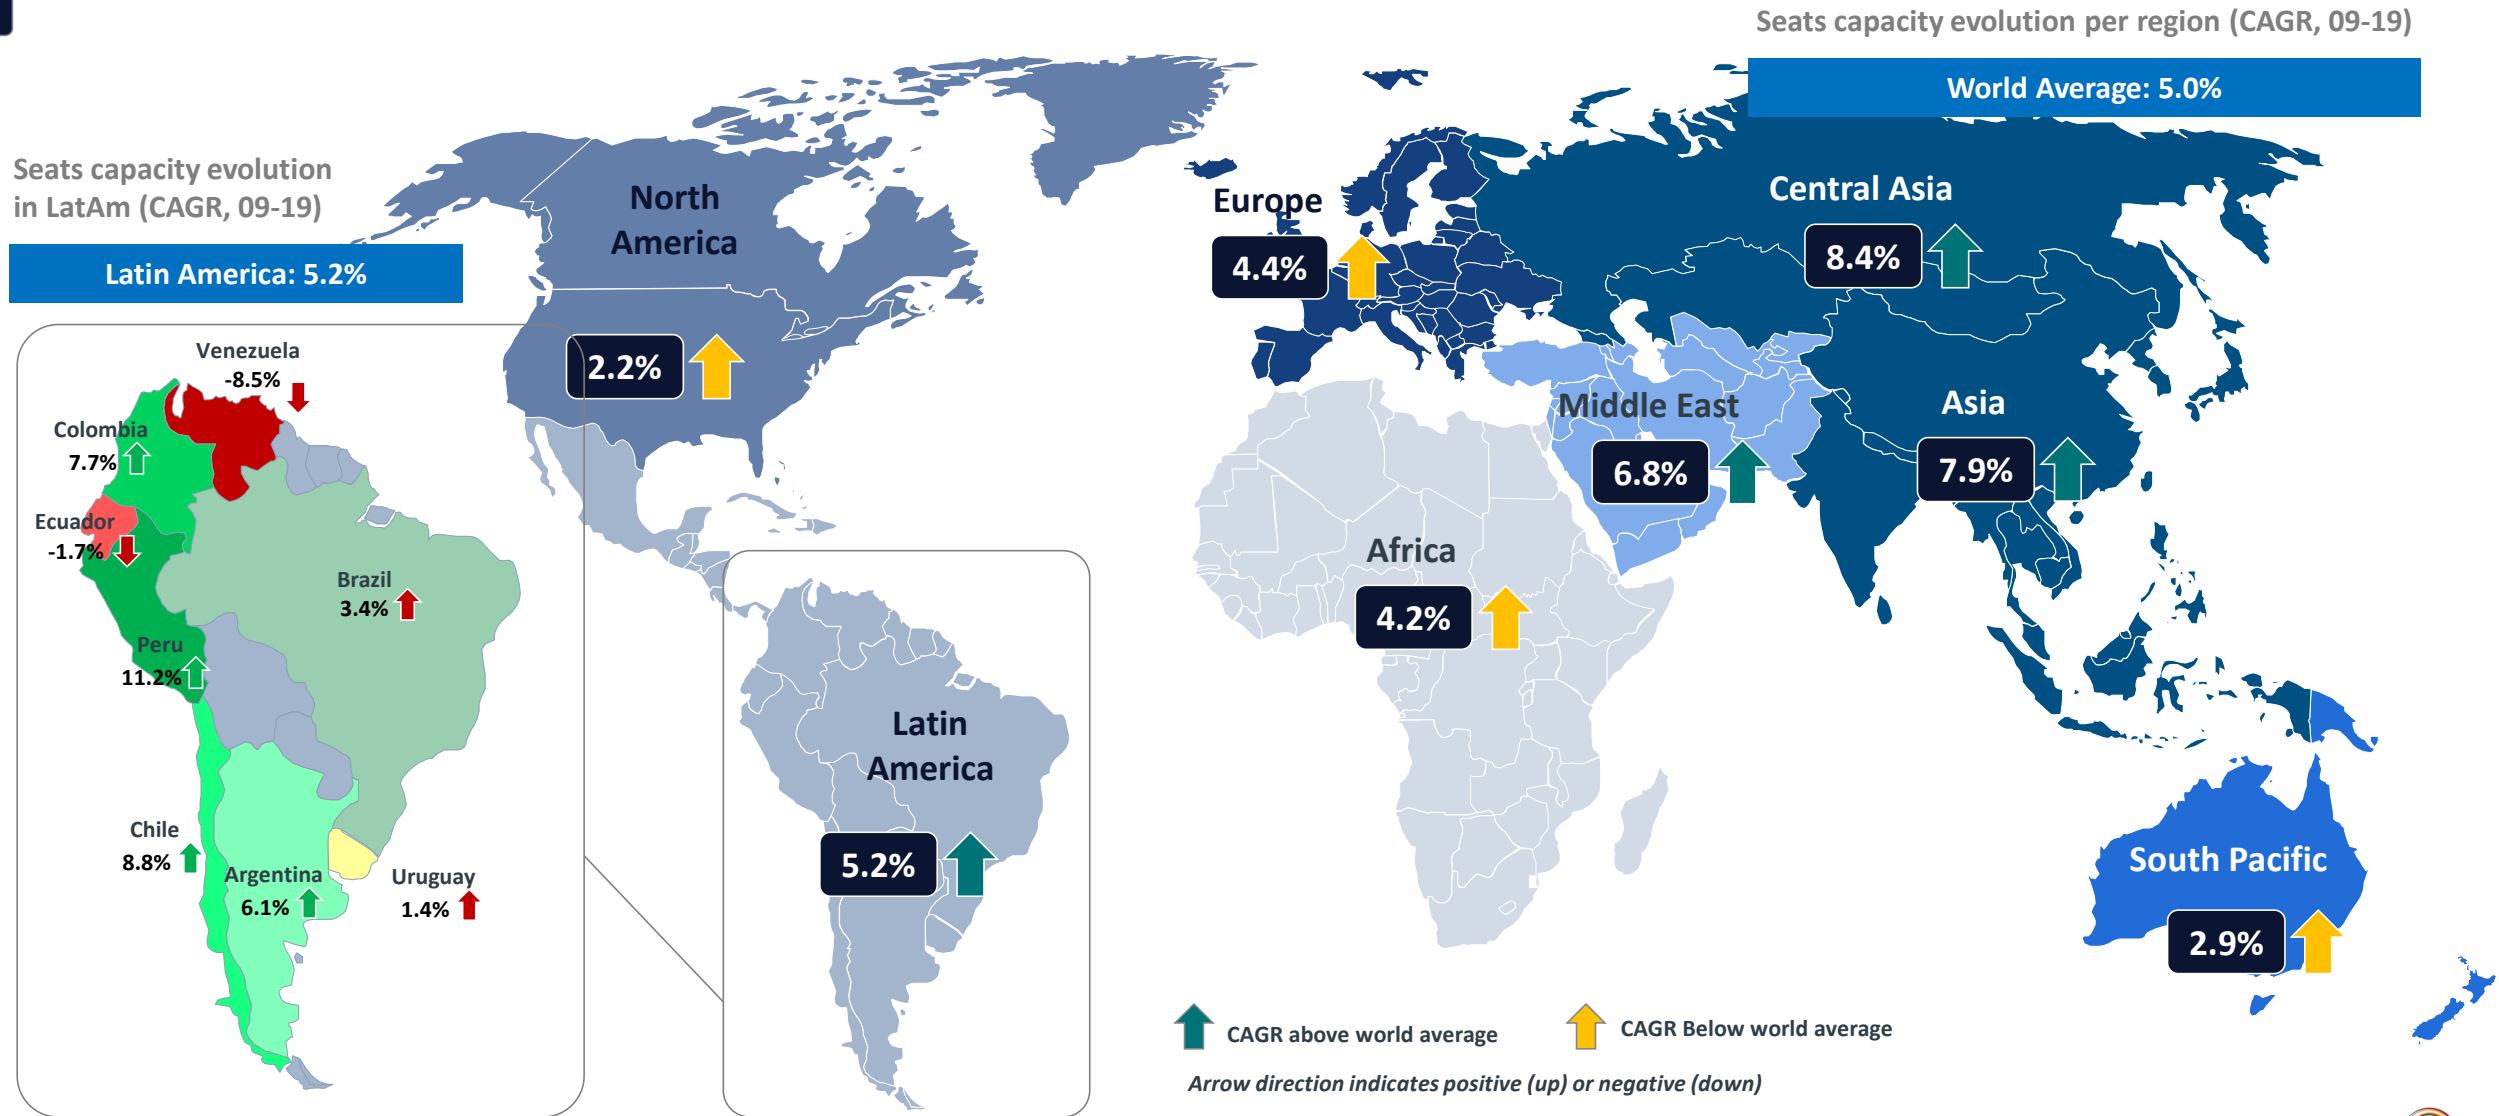 Seats capacity evolution per region (CAGR, 09-19)
World Average: 5.0%
Seats capacity evolution
in LatAm (CAGR, 09-19)
Latin America: 5.2%
Venezuela
-8.5%
Colombia
7.7%
Ecuador
-1.7%
Brazil
3.4%
Peru
11.2%
Chile
8.8%
Argentina
6.1%
Uruguay
1.4%
North
America
2.2%
Europe
4.4%
Central Asia
8.4%
Middle East
6.8%
Asia
7.9%
Africa
4.2%
Latin
America
5.2%
South Pacific
2.9%
CAGR above world average
CAGR Below world average
Arrow direction indicates positive (up) or negative (down)